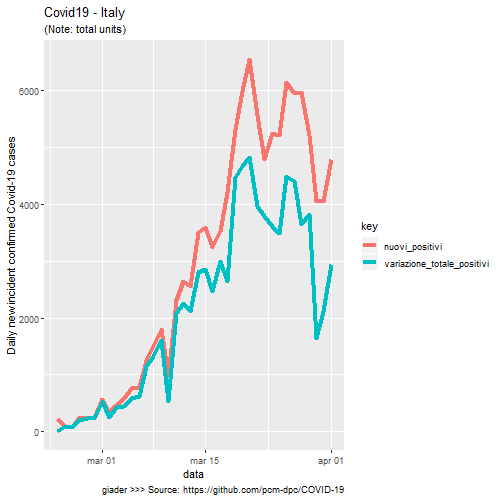 Covid19 - Italy
(Note: total units)
Daily new/incident confirmed Covid-19 cases
6000
4000
2000
0
mar 01
mar 15
apr 01
data
key
nuovi_positivi
variazione_totale_positivi
giader >>> Source: https://github.com/pcm-dpc/COVID-19